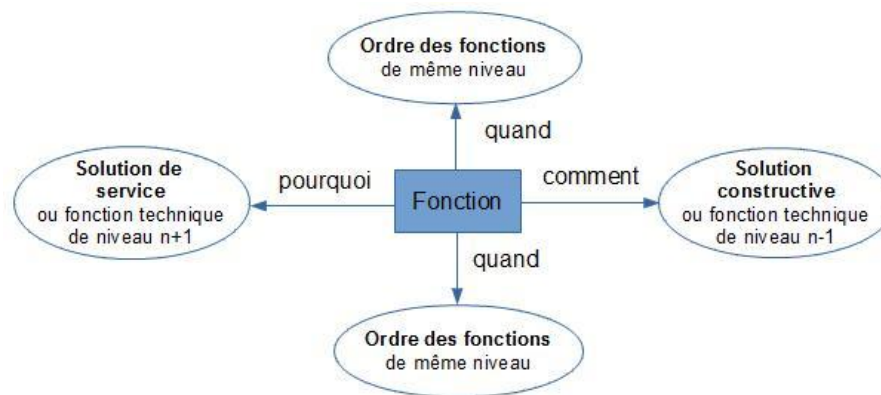 Ordre des fonctions
de même niveau
quand
Solution de
service
ou fonction technique
de niveau n+1
pourquoi
Fonction
comment
Solution
constructive
ou fonction technique
de niveau n-1
quand
Ordre des fonctions
de même niveau